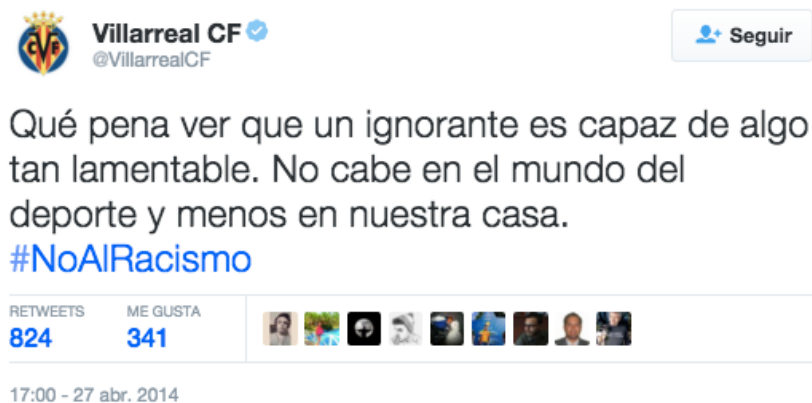 Villarreal CF
@VillarrealCF
Seguir
Qué pena ver que un ignorante es capaz de algo
tan lamentable. No cabe en el mundo del
deporte y menos en nuestra casa.
#NoAlRacismo
RETWEETS
ME GUSTA
824
341
17:00 - 27 abr. 2014